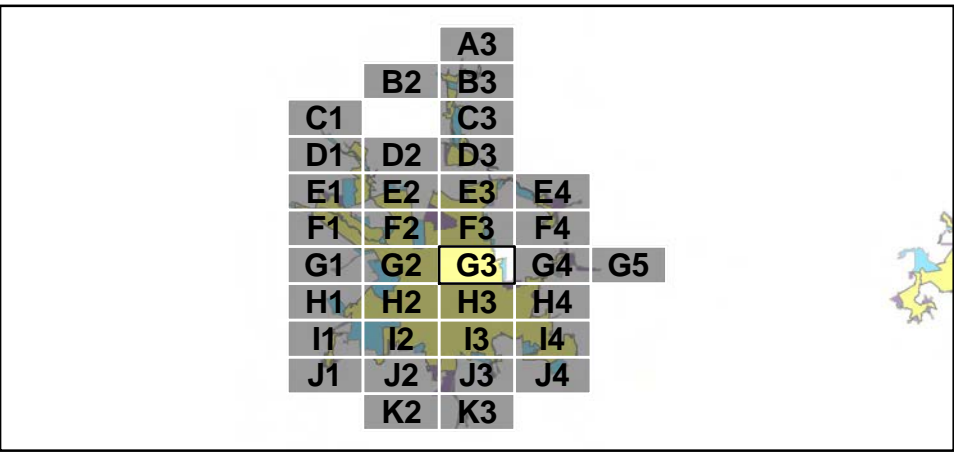 A3
B2 B3
C1 C3
D1 D2 D3
E1 E2 E3 E4
F1 F2 F3 F4
G1 G2 G3 G4 G5
H1 H2 H3 H4
I1 I2 I3 I4
J1 J2 J3 J4
K2 K3